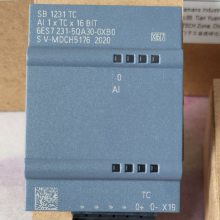 SB 1231 TC
AI 1 x TC x 16 BIT
6ES7 231-5QA30-0XB0
S V-MDCH5176 2020
0
AI
TC
0+ 0- X19